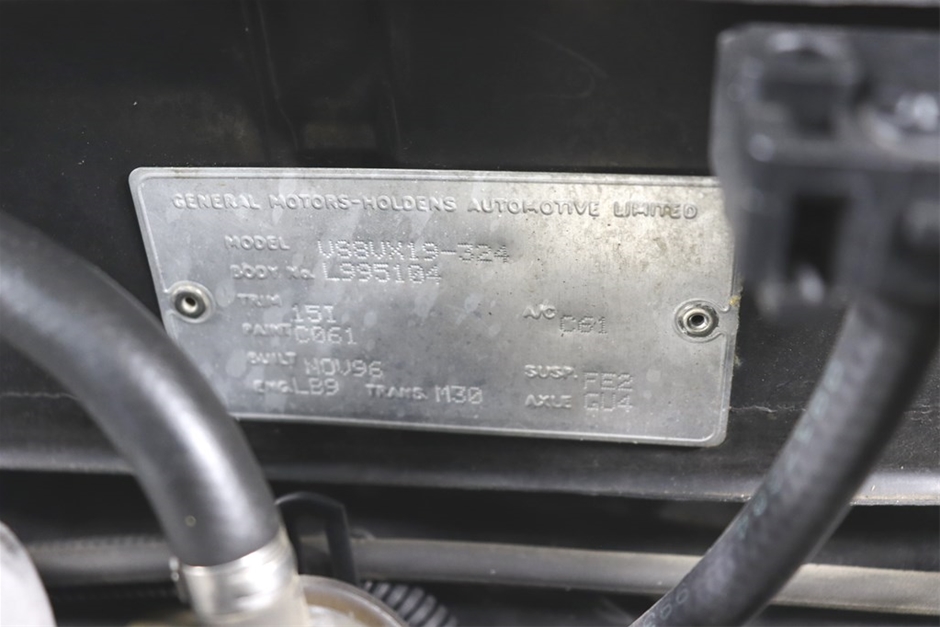 GENERAL MOTORS-HOLDENS AUTOMOTIVE LIMITED
MODEL VS8VX19-324
BODY No. L995104
TRIM 15I A/C C61
PAINT C061
BUILT NOV96 SUSP. FE2
ENG. LB9 TRANS. M30 AXLE GU4